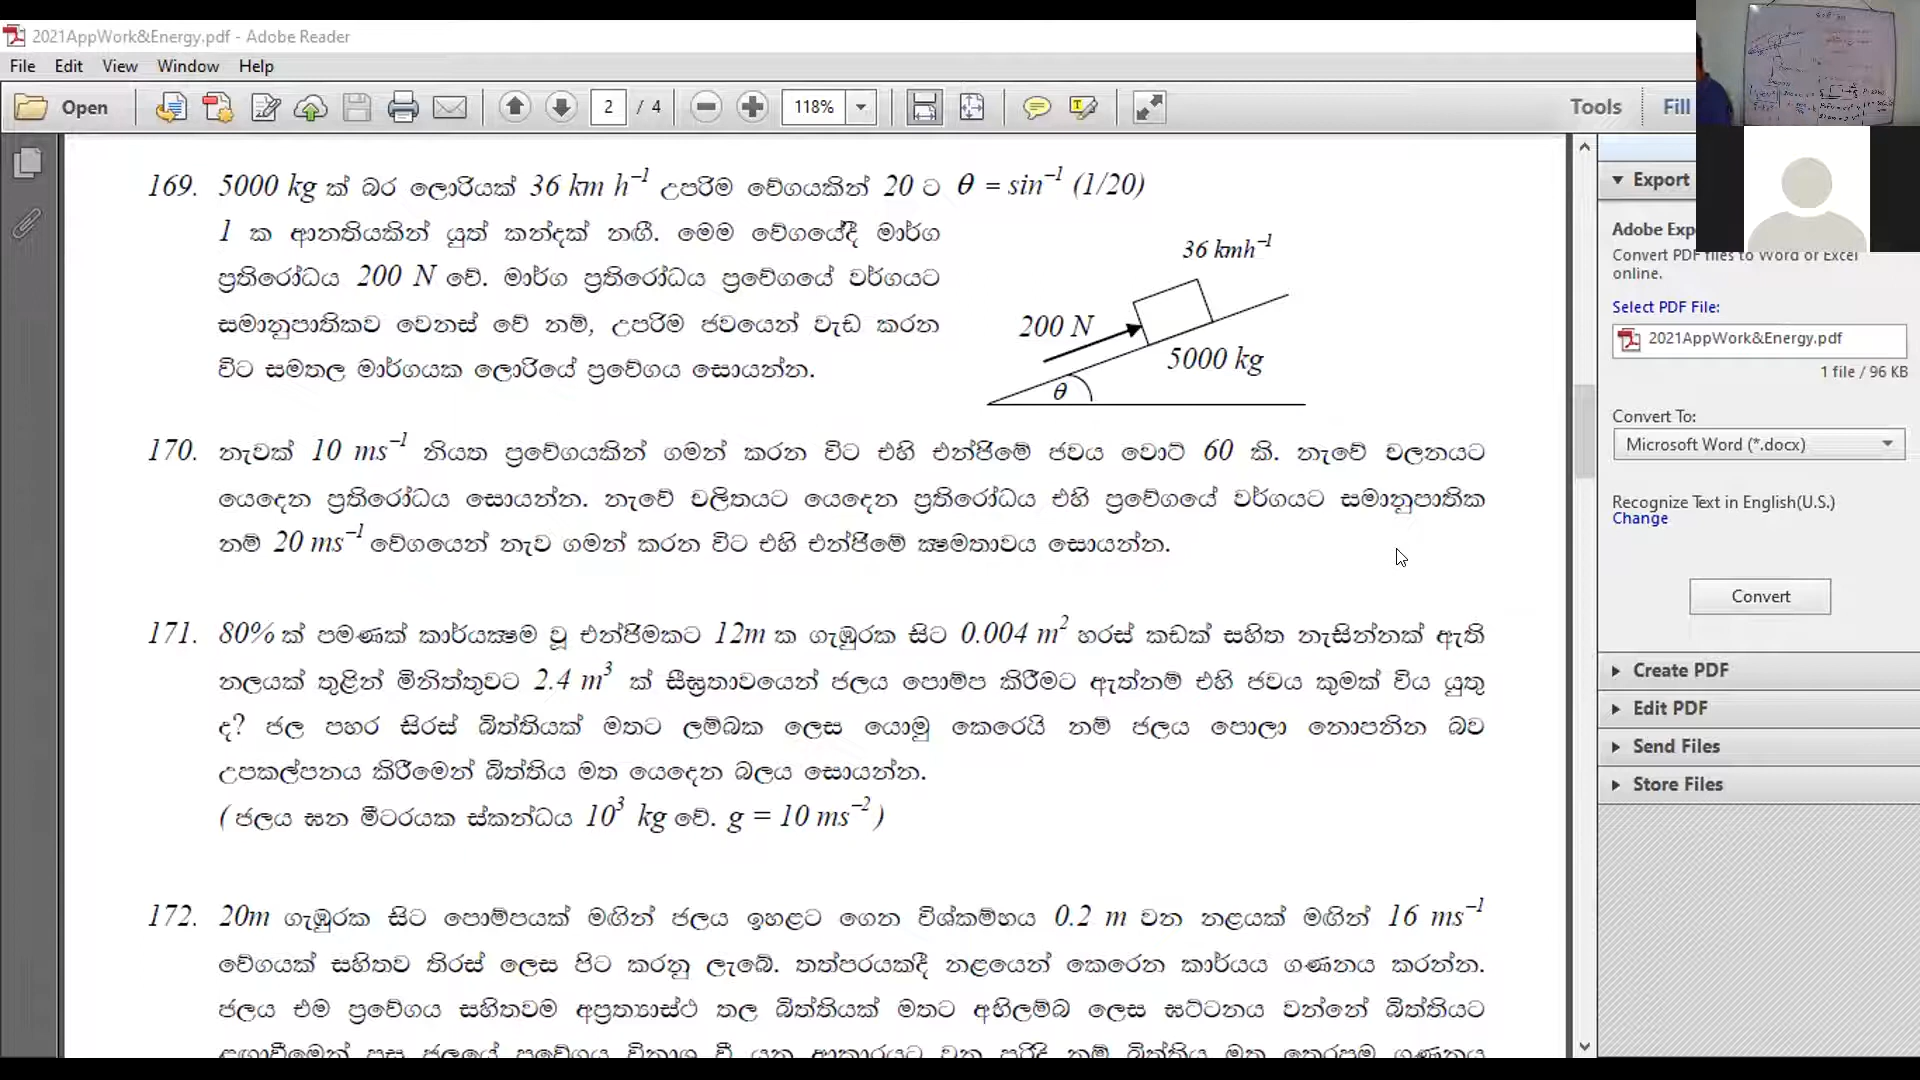 2021AppWork&Energy.pdf - Adobe Reader
File Edit View Window Help
Open 2 / 4 118% Tools Fill
169. 5000 kg ක් බර ලොරියක් 36 km h⁻¹ උපරිම වේගයකින් 20 ට θ = sin⁻¹ (1/20)
1 ක ආනතියකින් යුත් කන්දක් නඟී. මෙම වේගයේදී මාර්ග
ප්‍රතිරෝධය 200 N වේ. මාර්ග ප්‍රතිරෝධය ප්‍රවේගයේ වර්ගයට
සමානුපාතිකව වෙනස් වේ නම්, උපරිම ජවයෙන් වැඩ කරන
විට සමතල මාර්ගයක ලොරියේ ප්‍රවේගය සොයන්න.
36 kmh⁻¹
200 N
5000 kg
θ
170. නැවක් 10 ms⁻¹ නියත ප්‍රවේගයකින් ගමන් කරන විට එහි එන්ජිමේ ජවය වොට් 60 කි. නැවේ චලනයට
යෙදෙන ප්‍රතිරෝධය සොයන්න. නැවේ චලිතයට යෙදෙන ප්‍රතිරෝධය එහි ප්‍රවේගයේ වර්ගයට සමානුපාතික
නම් 20 ms⁻¹ වේගයෙන් නැව ගමන් කරන විට එහි එන්ජිමේ ක්‍ෂමතාවය සොයන්න.
171. 80% ක් පමණක් කාර්යක්‍ෂම වූ එන්ජිමකට 12m ක ගැඹුරක සිට 0.004 m² හරස් කඩක් සහිත නැසින්නක් ඇති
නලයක් තුළින් මිනිත්තුවට 2.4 m³ ක් සීඝ්‍රතාවයෙන් ජලය පොම්ප කිරීමට ඇත්නම් එහි ජවය කුමක් විය යුතු
ද? ජල පහර සිරස් බිත්තියක් මතට ලම්බක ලෙස යොමු කෙරෙයි නම් ජලය පොලා නොපනින බව
උපකල්පනය කිරීමෙන් බිත්තිය මත යෙදෙන බලය සොයන්න.
( ජලය ඝන මීටරයක ස්කන්ධය 10³ kg වේ. g = 10 ms⁻² )
172. 20m ගැඹුරක සිට පොම්පයක් මඟින් ජලය ඉහළට ගෙන විශ්කම්භය 0.2 m වන නළයක් මඟින් 16 ms⁻¹
වේගයක් සහිතව තිරස් ලෙස පිට කරනු ලැබේ. තත්පරයකදී නළයෙන් කෙරෙන කාර්යය ගණනය කරන්න.
ජලය එම ප්‍රවේගය සහිතවම අප්‍රත්‍යාස්ථ තල බිත්තියක් මතට අභිලම්බ ලෙස ඝට්ටනය වන්නේ බිත්තියට
Export
Adobe Exp
Convert PDF files to Word or Excel
online.
Select PDF File:
2021AppWork&Energy.pdf
1 file / 96 KB
Convert To:
Microsoft Word (*.docx)
Recognize Text in English(U.S.)
Change
Convert
Create PDF
Edit PDF
Send Files
Store Files